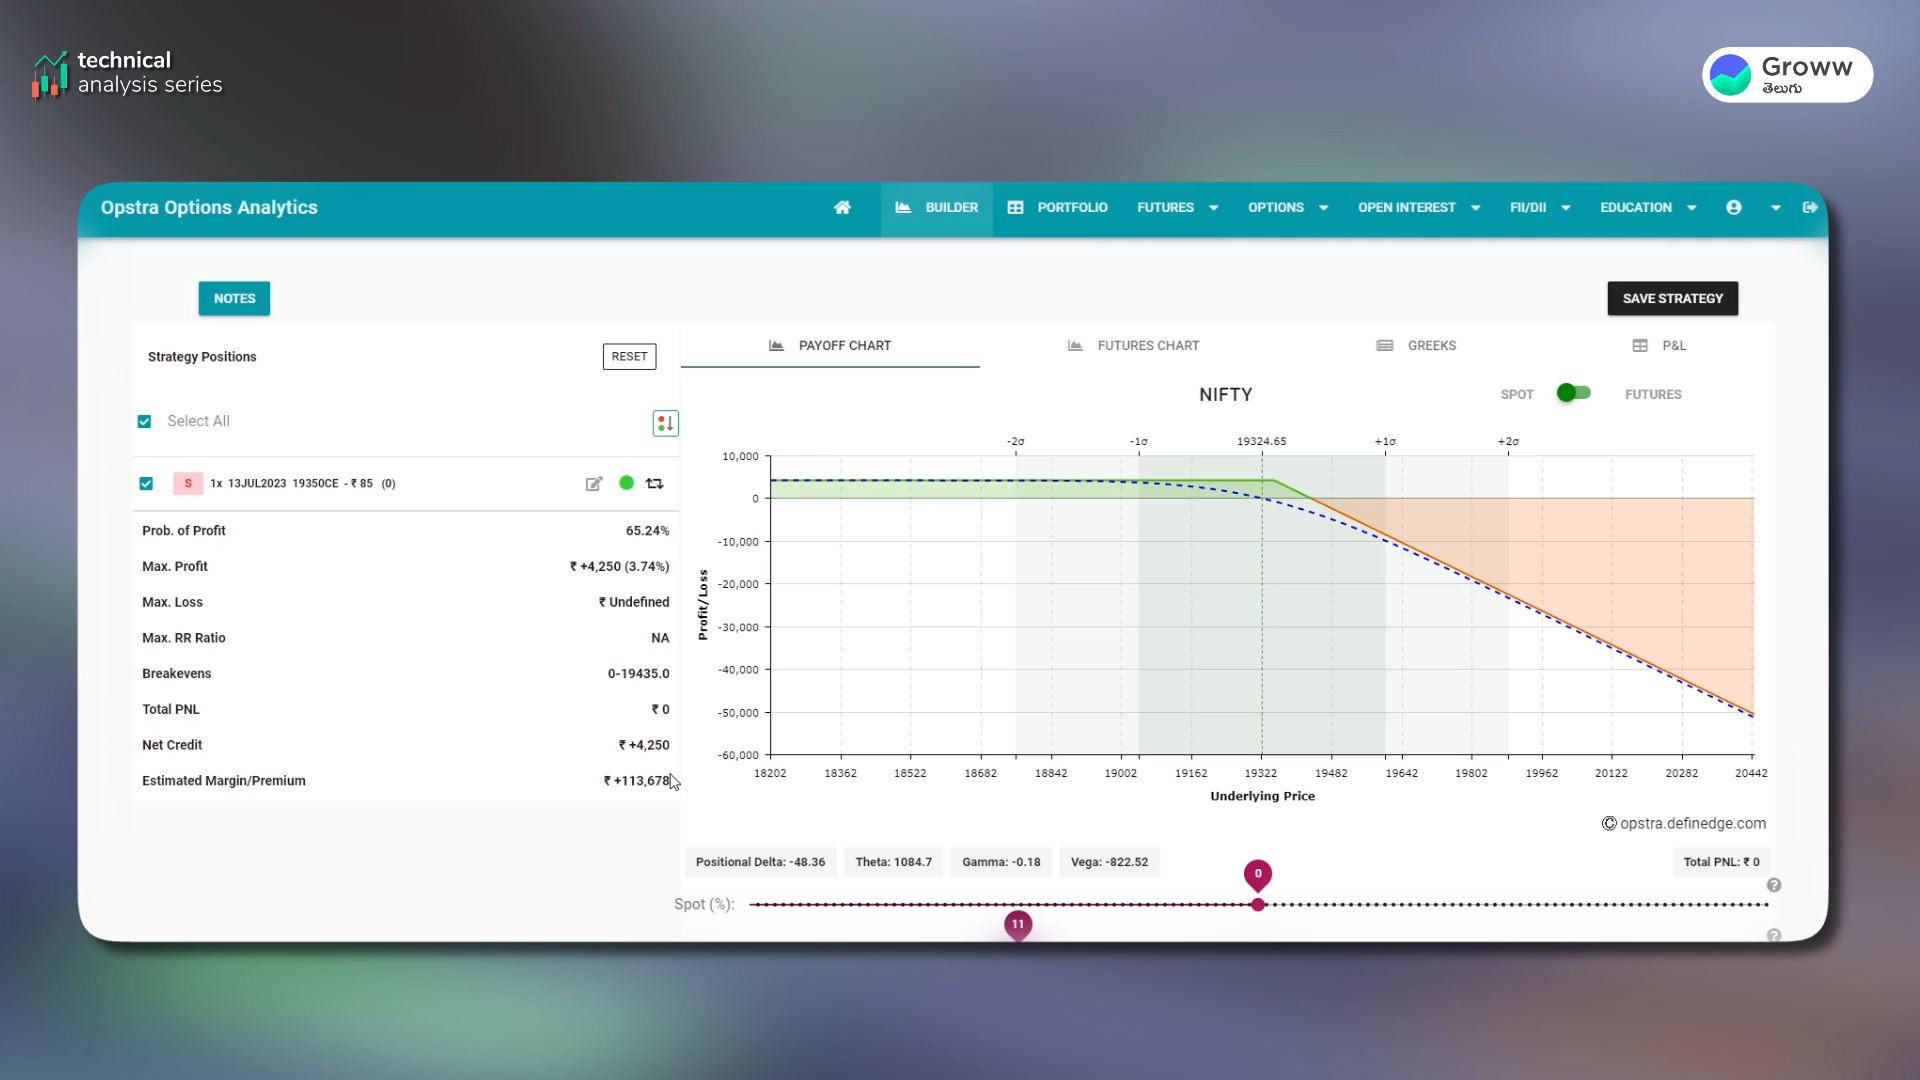 technical
analysis series
Groww
తెలుగు
Opstra Options Analytics
BUILDER
PORTFOLIO
FUTURES
OPTIONS
OPEN INTEREST
FII/DII
EDUCATION
NOTES
SAVE STRATEGY
Strategy Positions
RESET
Select All
S 1x 13JUL2023 19350CE - ₹ 85 (0)
Prob. of Profit 65.24%
Max. Profit ₹ +4,250 (3.74%)
Max. Loss ₹ Undefined
Max. RR Ratio NA
Breakevens 0-19435.0
Total PNL ₹ 0
Net Credit ₹ +4,250
Estimated Margin/Premium ₹ +113,678
PAYOFF CHART
FUTURES CHART
GREEKS
P&L
NIFTY
SPOT
FUTURES
-2σ -1σ 19324.65 +1σ +2σ
10,000
0
-10,000
-20,000
-30,000
-40,000
-50,000
-60,000
Profit/Loss
18202 18362 18522 18682 18842 19002 19162 19322 19482 19642 19802 19962 20122 20282 20442
Underlying Price
© opstra.definedge.com
Positional Delta: -48.36
Theta: 1084.7
Gamma: -0.18
Vega: -822.52
Total PNL: ₹ 0
0
?
Spot (%):
11
?